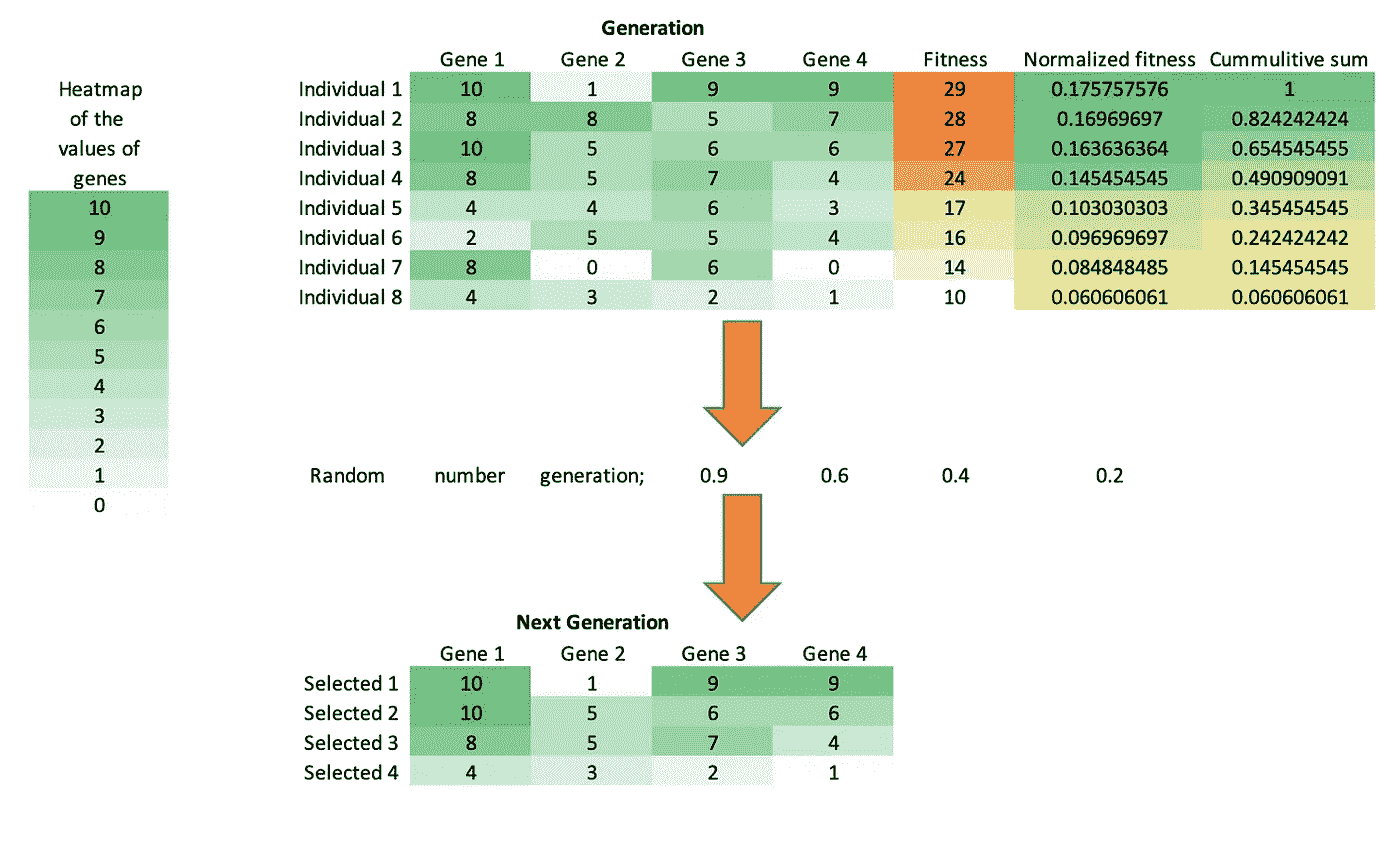 Generation
Gene 1 Gene 2 Gene 3 Gene 4 Fitness Normalized fitness Cummulitive sum
Individual 1 10 1 9 9 29 0.175757576 1
Individual 2 8 8 5 7 28 0.16969697 0.824242424
Individual 3 10 5 6 6 27 0.163636364 0.654545455
Individual 4 8 5 7 4 24 0.145454545 0.490909091
Individual 5 4 4 6 3 17 0.103030303 0.345454545
Individual 6 2 5 5 4 16 0.096969697 0.242424242
Individual 7 8 0 6 0 14 0.084848485 0.145454545
Individual 8 4 3 2 1 10 0.060606061 0.060606061
Heatmap
of the
values of
genes
10
9
8
7
6
5
4
3
2
1
0
Random number generation; 0.9 0.6 0.4 0.2
Next Generation
Gene 1 Gene 2 Gene 3 Gene 4
Selected 1 10 1 9 9
Selected 2 10 5 6 6
Selected 3 8 5 7 4
Selected 4 4 3 2 1